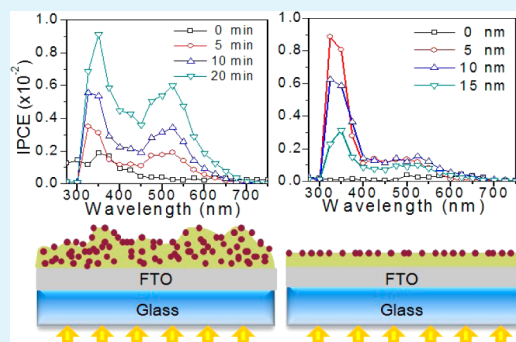 IPCE (x10⁻²)
1.0
0.8
0.6
0.4
0.2
0.0
0 min
5 min
10 min
20 min
300 400 500 600 700
Wavelength (nm)
1.0
0.8
0.6
0.4
0.2
0.0
0 nm
5 nm
10 nm
15 nm
300 400 500 600 700
Wavelength (nm)
FTO
Glass
FTO
Glass